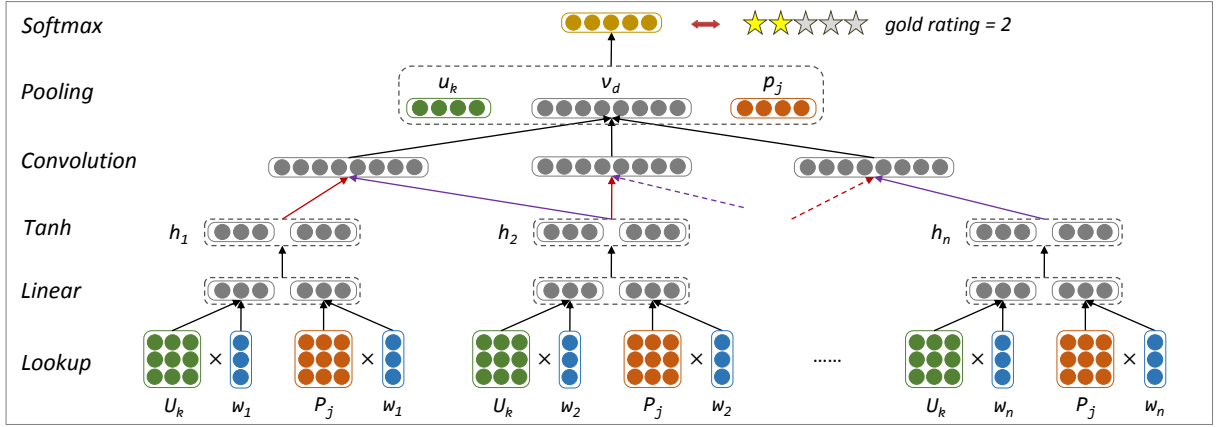 Softmax
gold rating = 2
Pooling
u_k
v_d
p_j
Convolution
Tanh
h_1
h_2
h_n
Linear
Lookup
×
×
×
×
......
×
×
U_k
w_1
P_j
w_1
U_k
w_2
P_j
w_2
U_k
w_n
P_j
w_n